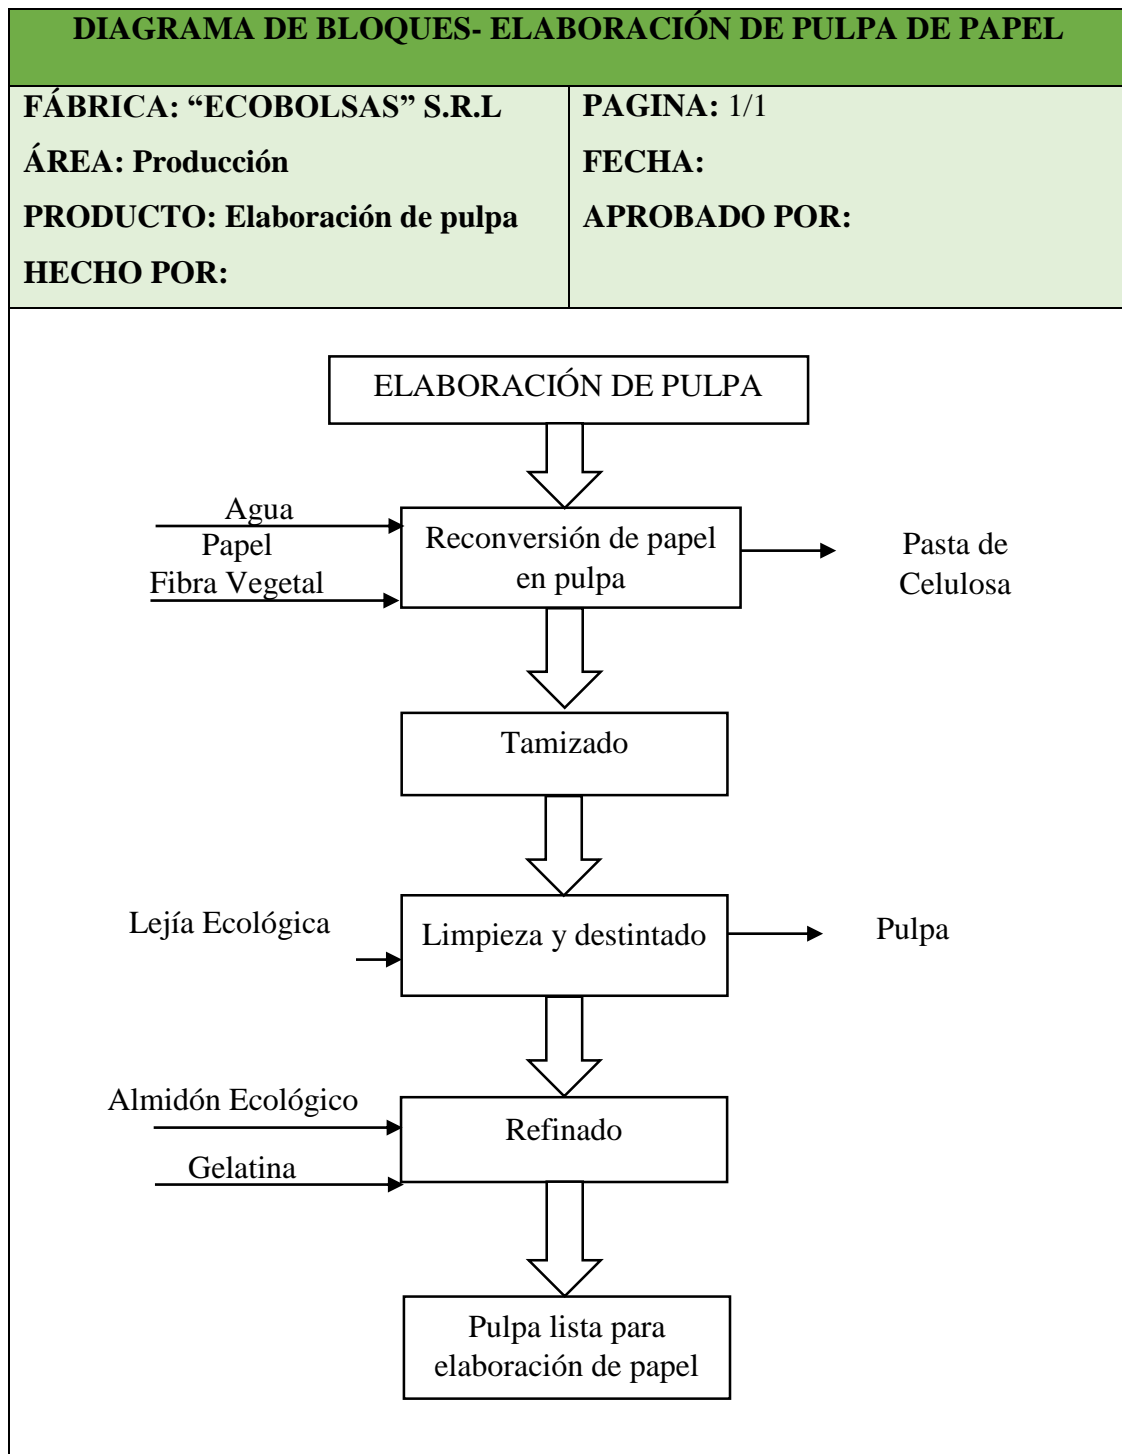 DIAGRAMA DE BLOQUES- ELABORACIÓN DE PULPA DE PAPEL
FÁBRICA: “ECOBOLSAS” S.R.L
ÁREA: Producción
PRODUCTO: Elaboración de pulpa
HECHO POR:
PAGINA: 1/1
FECHA:
APROBADO POR:
ELABORACIÓN DE PULPA
Agua
Papel
Fibra Vegetal
Reconversión de papel
en pulpa
Pasta de
Celulosa
Tamizado
Lejía Ecológica
Limpieza y destintado
Pulpa
Almidón Ecológico
Gelatina
Refinado
Pulpa lista para
elaboración de papel